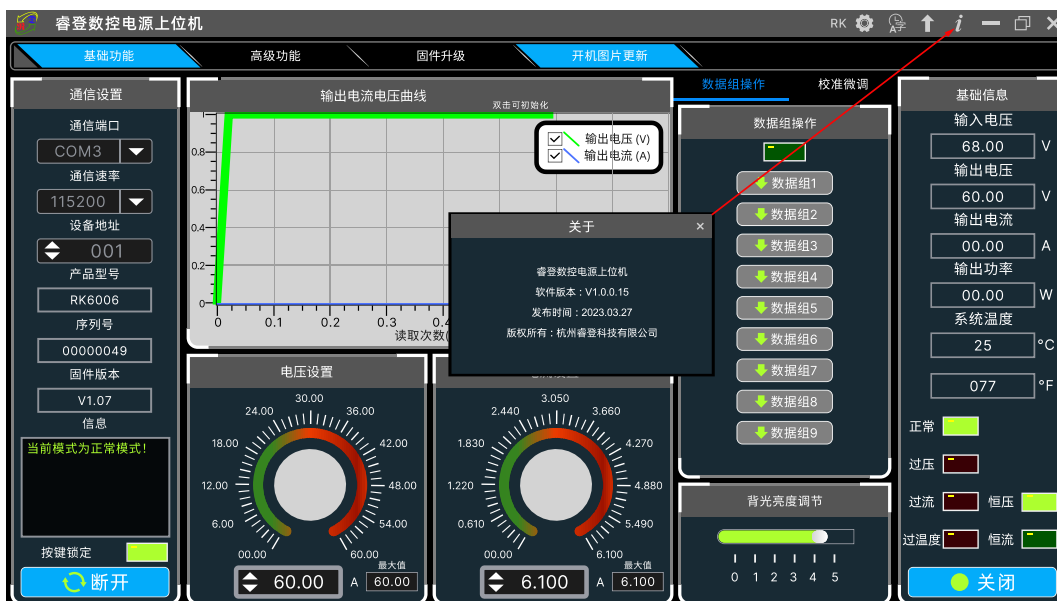 睿登数控电源上位机
RK
i
基础功能 高级功能 固件升级 开机图片更新
通信设置
通信端口
COM3
通信速率
115200
设备地址
001
产品型号
RK6006
序列号
00000049
固件版本
V1.07
信息
当前模式为正常模式!
按键锁定
断开
输出电流电压曲线
双击可初始化
输出电压 (V)
输出电流 (A)
1
0.8
0.6
0.4
0.2
0
0 0.1 0.2 0.3
读取次数
关于 ×
睿登数控电源上位机
软件版本：V1.0.0.15
发布时间：2023.03.27
版权所有：杭州睿登科技有限公司
电压设置
30.00
24.00 36.00
18.00 42.00
12.00 48.00
6.00 54.00
00.00 60.00
最大值
60.00 A 60.00
3.050
2.440 3.660
1.830 4.270
1.220 4.880
0.610 5.490
00.00 6.100
最大值
6.100 A 6.100
数据组操作 校准微调
数据组操作
数据组1
数据组2
数据组3
数据组4
数据组5
数据组6
数据组7
数据组8
数据组9
背光亮度调节
0 1 2 3 4 5
基础信息
输入电压
68.00 V
输出电压
60.00 V
输出电流
00.00 A
输出功率
00.00 W
系统温度
25 °C
077 °F
正常
过压
过流 恒压
过温度 恒流
关闭